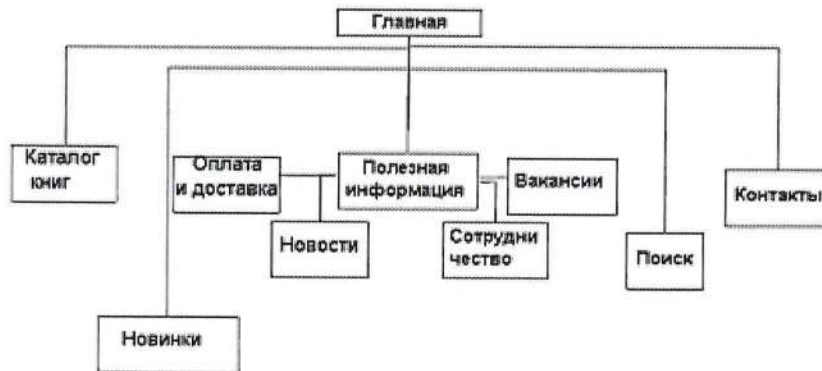 Главная
Каталог
книг
Оплата
и доставка
Полезная
информация
Вакансии
Контакты
Новости
Сотрудни
чество
Поиск
Новинки